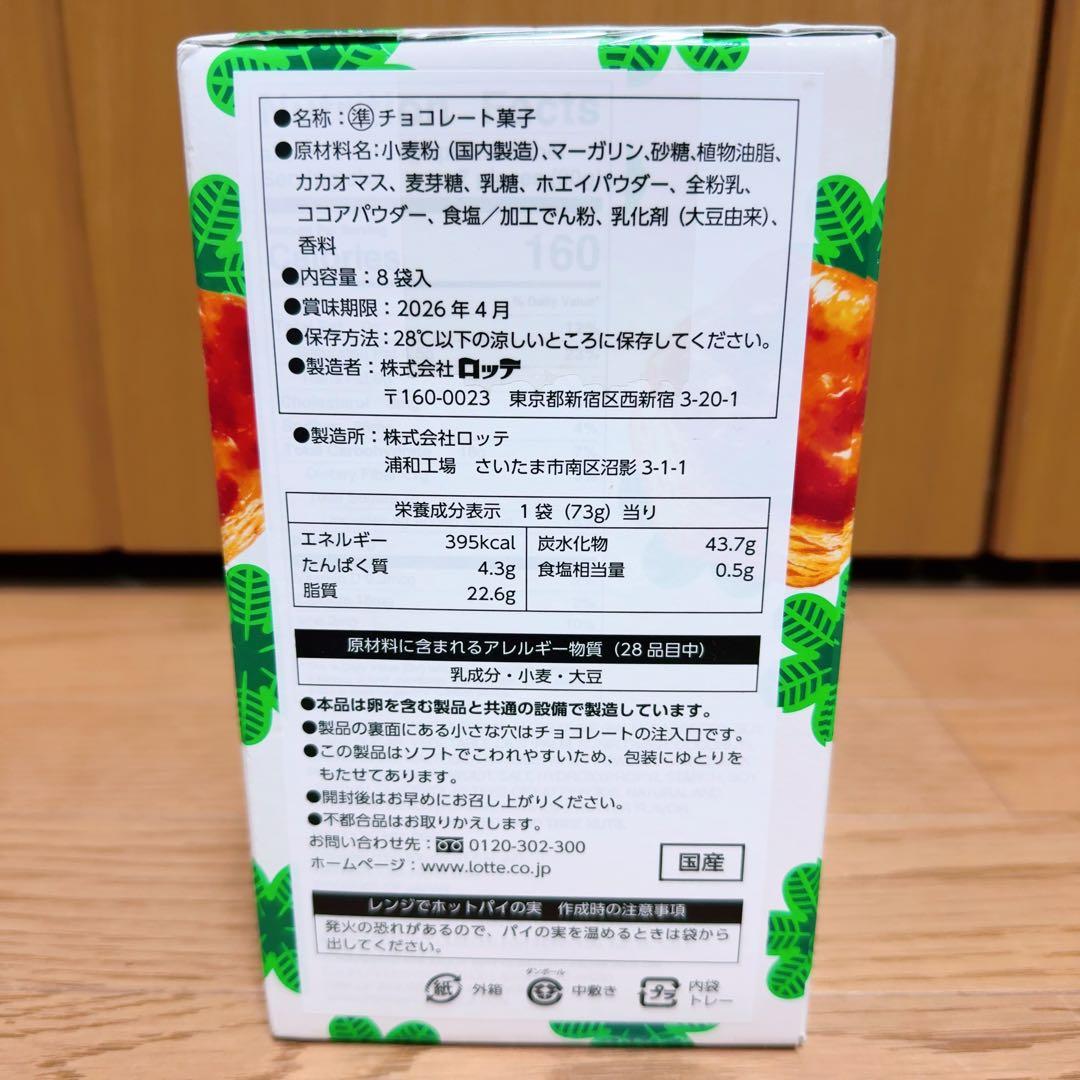 ●名称：㊜チョコレート菓子
●原材料名：小麦粉（国内製造）、マーガリン、砂糖、植物油脂、
カカオマス、麦芽糖、乳糖、ホエイパウダー、全粉乳、
ココアパウダー、食塩／加工でん粉、乳化剤（大豆由来）、
香料
●内容量：8袋入
●賞味期限：2026年4月
●保存方法：28℃以下の涼しいところに保存してください。
●製造者：株式会社ロッテ
〒160-0023　東京都新宿区西新宿3-20-1
●製造所：株式会社ロッテ
浦和工場　さいたま市南区沼影3-1-1
栄養成分表示　1袋（73g）当り
エネルギー　395kcal　炭水化物　43.7g
たんぱく質　4.3g　食塩相当量　0.5g
脂質　22.6g
原材料に含まれるアレルギー物質（28品目中）
乳成分・小麦・大豆
●本品は卵を含む製品と共通の設備で製造しています。
●製品の裏面にある小さな穴はチョコレートの注入口です。
●この製品はソフトでこわれやすいため、包装にゆとりを
もたせてあります。
●開封後はお早めにお召し上がりください。
●不都合品はお取りかえします。
お問い合わせ先：0120-302-300
ホームページ：www.lotte.co.jp
国産
レンジでホットパイの実　作成時の注意事項
発火の恐れがあるので、パイの実を温めるときは袋から
出してください。
紙 外箱 ダンボール 中敷き プラ 内袋
トレー
160